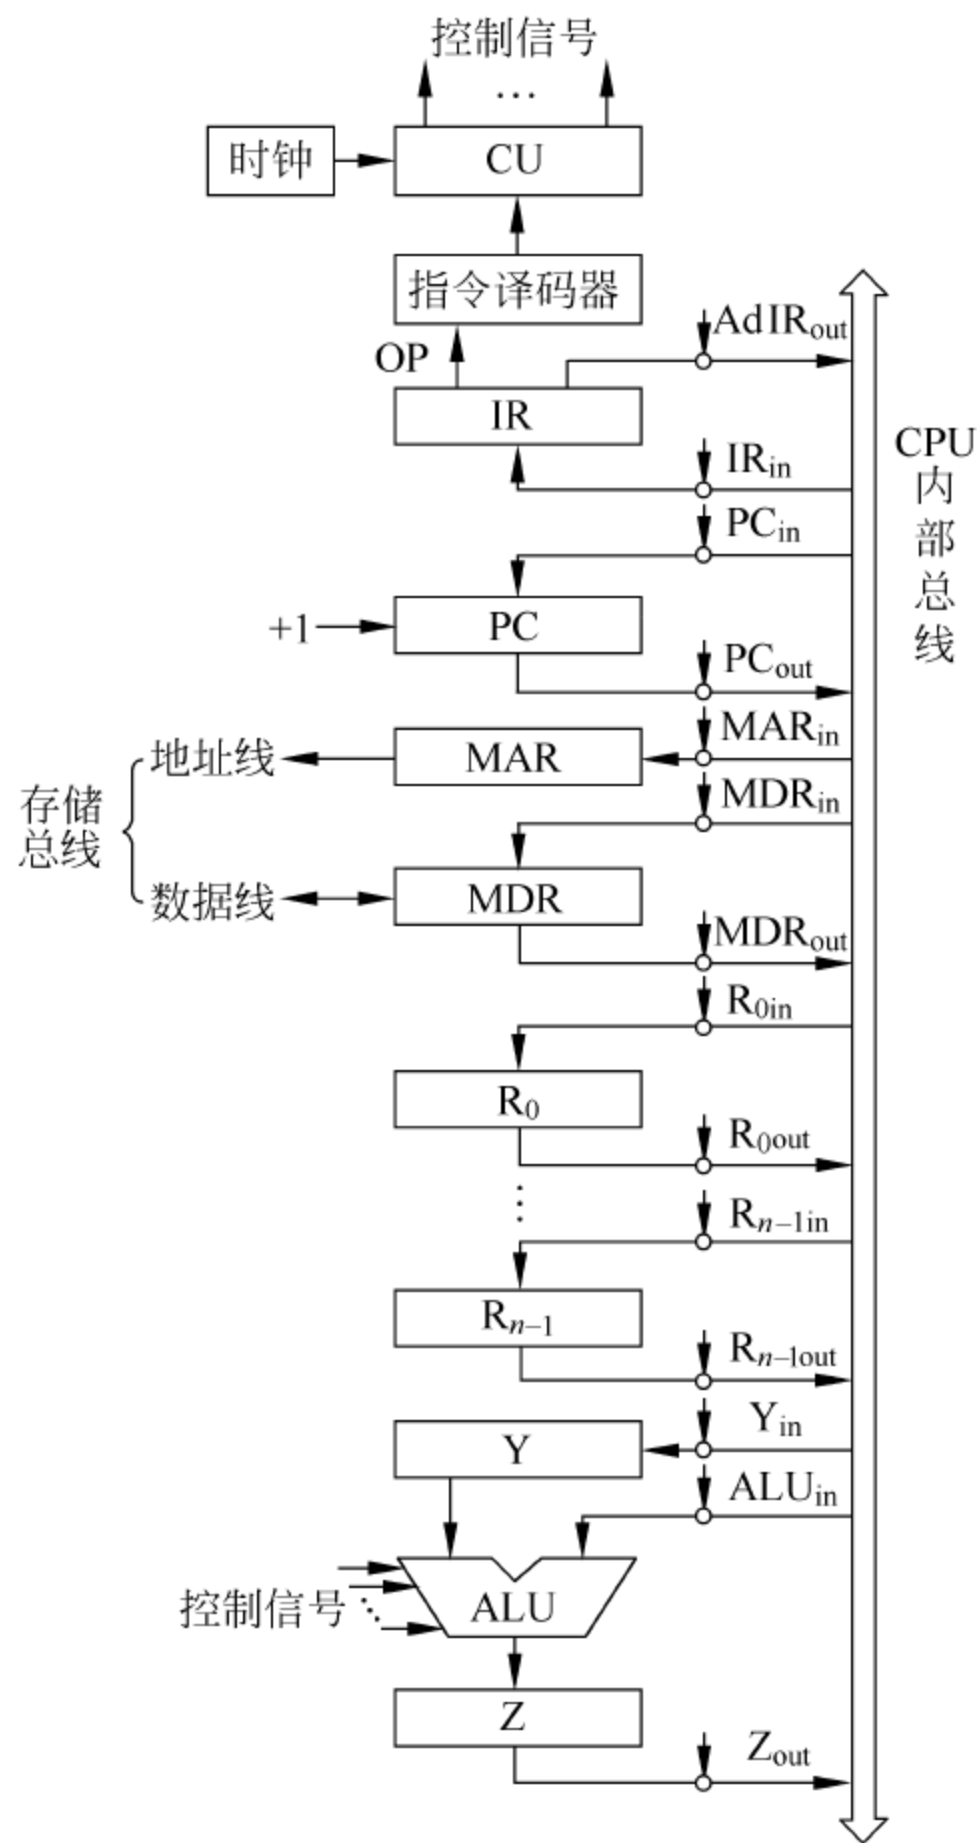 控制信号
…
时钟
CU
指令译码器
AdIRout
OP
IR
IRin
CPU
内
部
总
线
PCin
+1
PC
PCout
MARin
地址线
MAR
存储
总线
MDRin
数据线
MDR
MDRout
R0in
R0
R0out
⋮
Rn–1in
Rn–1
Rn–1out
Yin
Y
ALUin
控制信号
ALU
Z
Zout